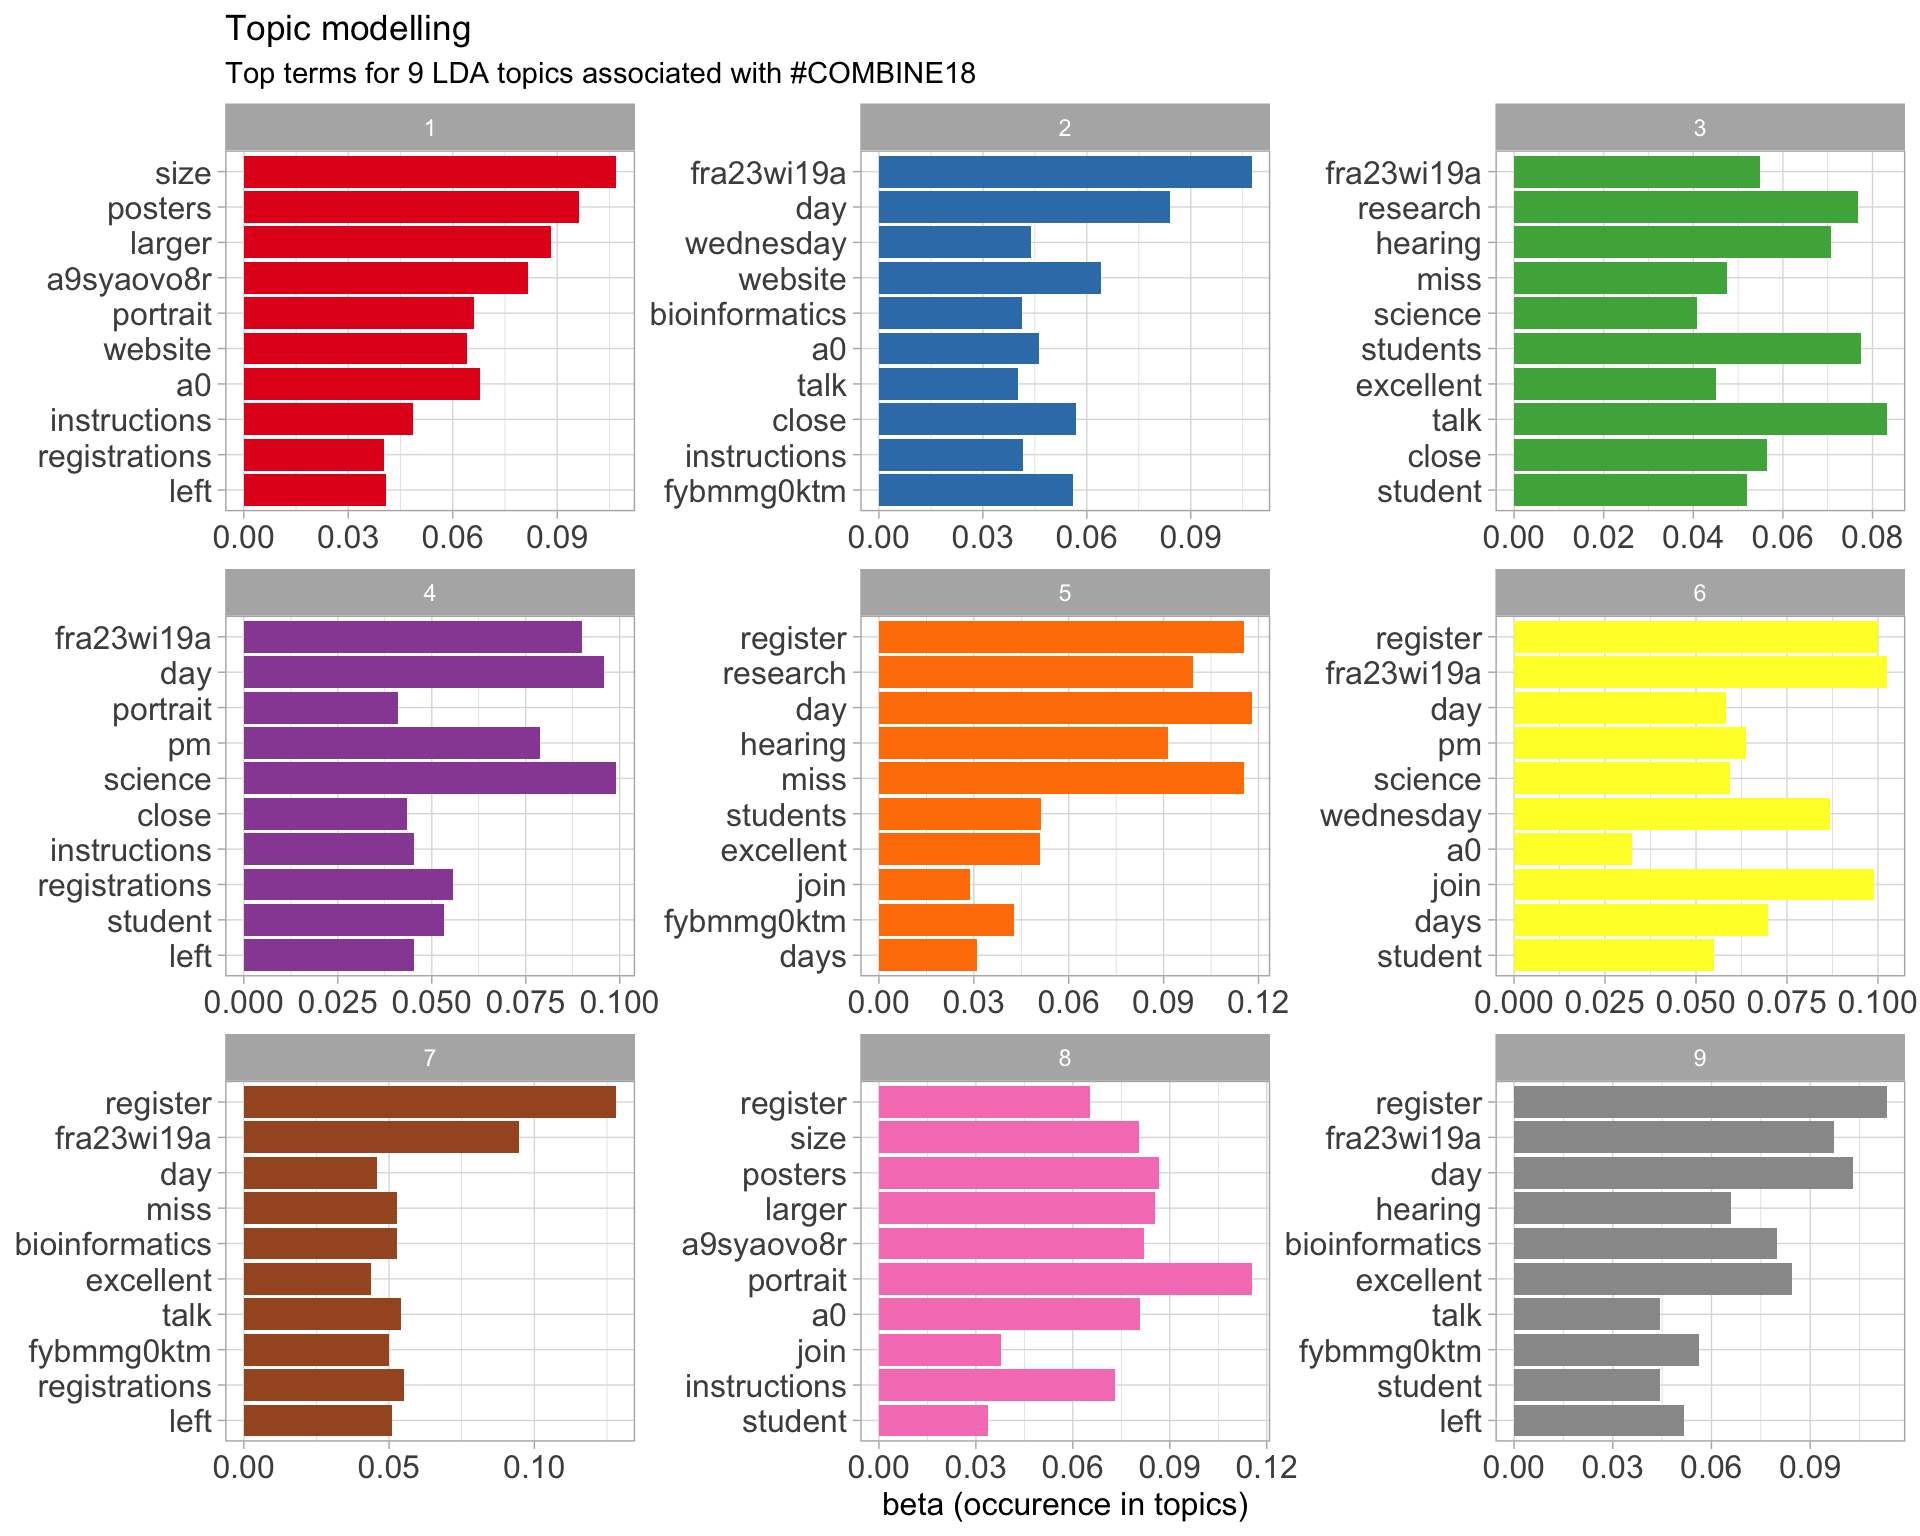 Topic modelling
Top terms for 9 LDA topics associated with #COMBINE18
1
size
posters
larger
a9syaovo8r
portrait
website
a0
instructions
registrations
left
0.00 0.03 0.06 0.09
2
fra23wi19a
day
wednesday
website
bioinformatics
a0
talk
close
instructions
fybmmg0ktm
0.00 0.03 0.06 0.09
3
fra23wi19a
research
hearing
miss
science
students
excellent
talk
close
student
0.00 0.02 0.04 0.06 0.08
4
fra23wi19a
day
portrait
pm
science
close
instructions
registrations
student
left
0.000 0.025 0.050 0.075 0.100
5
register
research
day
hearing
miss
students
excellent
join
fybmmg0ktm
days
0.00 0.03 0.06 0.09 0.12
6
register
fra23wi19a
day
pm
science
wednesday
a0
join
days
student
0.000 0.025 0.050 0.075 0.100
7
register
fra23wi19a
day
miss
bioinformatics
excellent
talk
fybmmg0ktm
registrations
left
0.00 0.05 0.10
8
register
size
posters
larger
a9syaovo8r
portrait
a0
join
instructions
student
0.00 0.03 0.06 0.09 0.12
9
register
fra23wi19a
day
hearing
bioinformatics
excellent
talk
fybmmg0ktm
student
left
0.00 0.03 0.06 0.09
beta (occurence in topics)